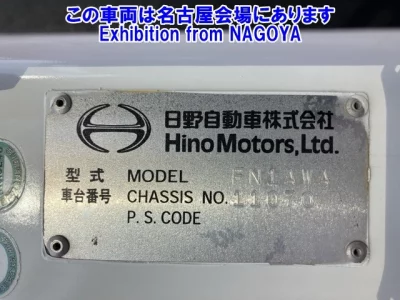 この車両は名古屋会場にあります
Exhibition from NAGOYA
日野自動車株式会社
Hino Motors, Ltd.
型式 MODEL FN1AWA
車台番号 CHASSIS NO.
P. S. CODE